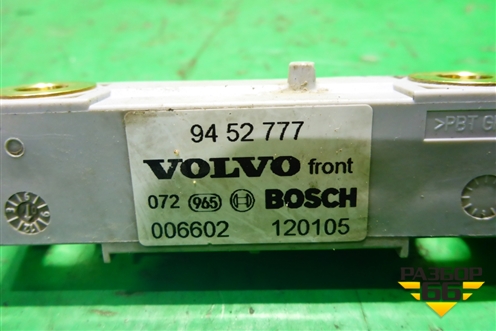 94 52 777
VOLVO front
072 965 BOSCH
006602 120105
>PBT G
РАЗБОР
66